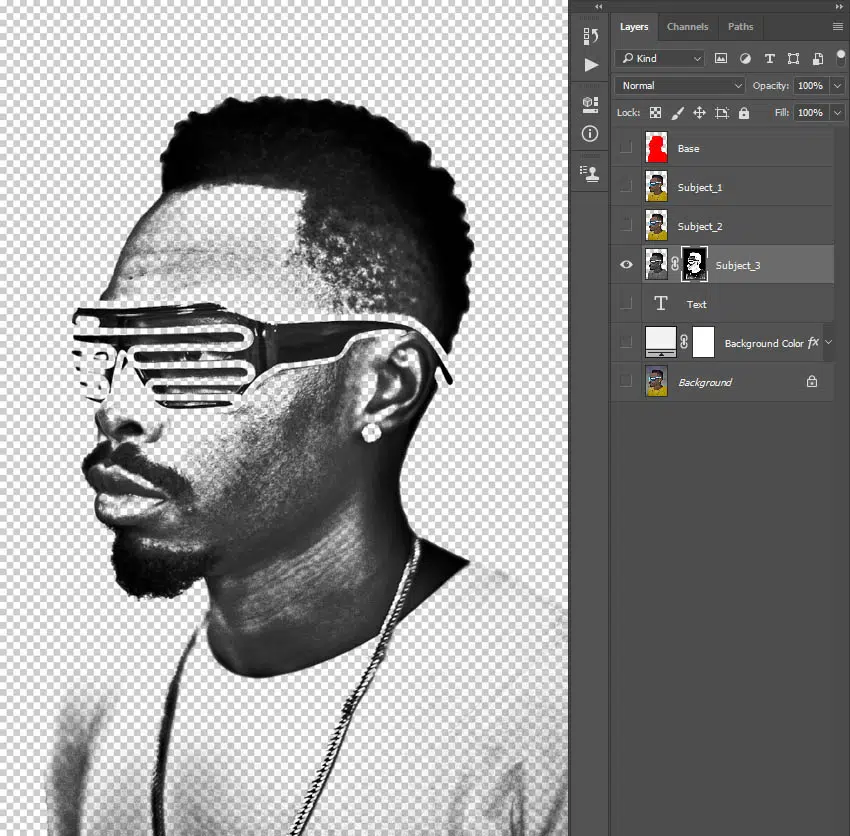 Layers Channels Paths
Kind
Normal Opacity: 100%
Lock: Fill: 100%
Base
Subject_1
Subject_2
Subject_3
T Text
Background Color fx
Background